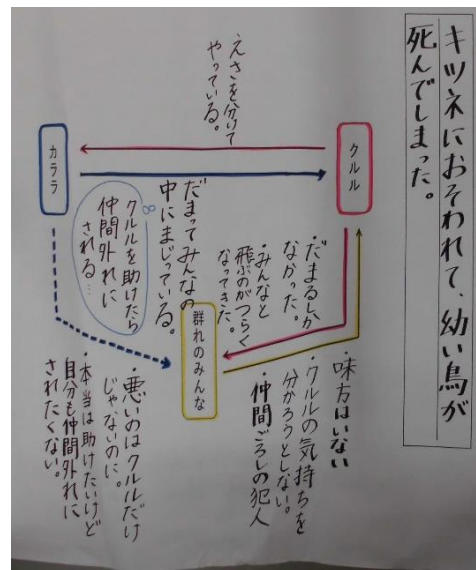 キツネにおそわれて、幼い鳥が
死んでしまった。
クルル
えさを分けて
やっている。
カララ
だまってみんなの
中にまじっている。
クルルを助けたら
仲間外れに
される…
・だまるしか
なかった。
・みんなと
飛ぶのがつらく
なってきた。
群れのみんな
・味方はいない
・クルルの気持ちを
分かろうとしない。
・仲間ごろしの犯人
・悪いのはクルルだけ
じゃないのに。
・本当は助けたいけど
自分も仲間外れに
されたくない。